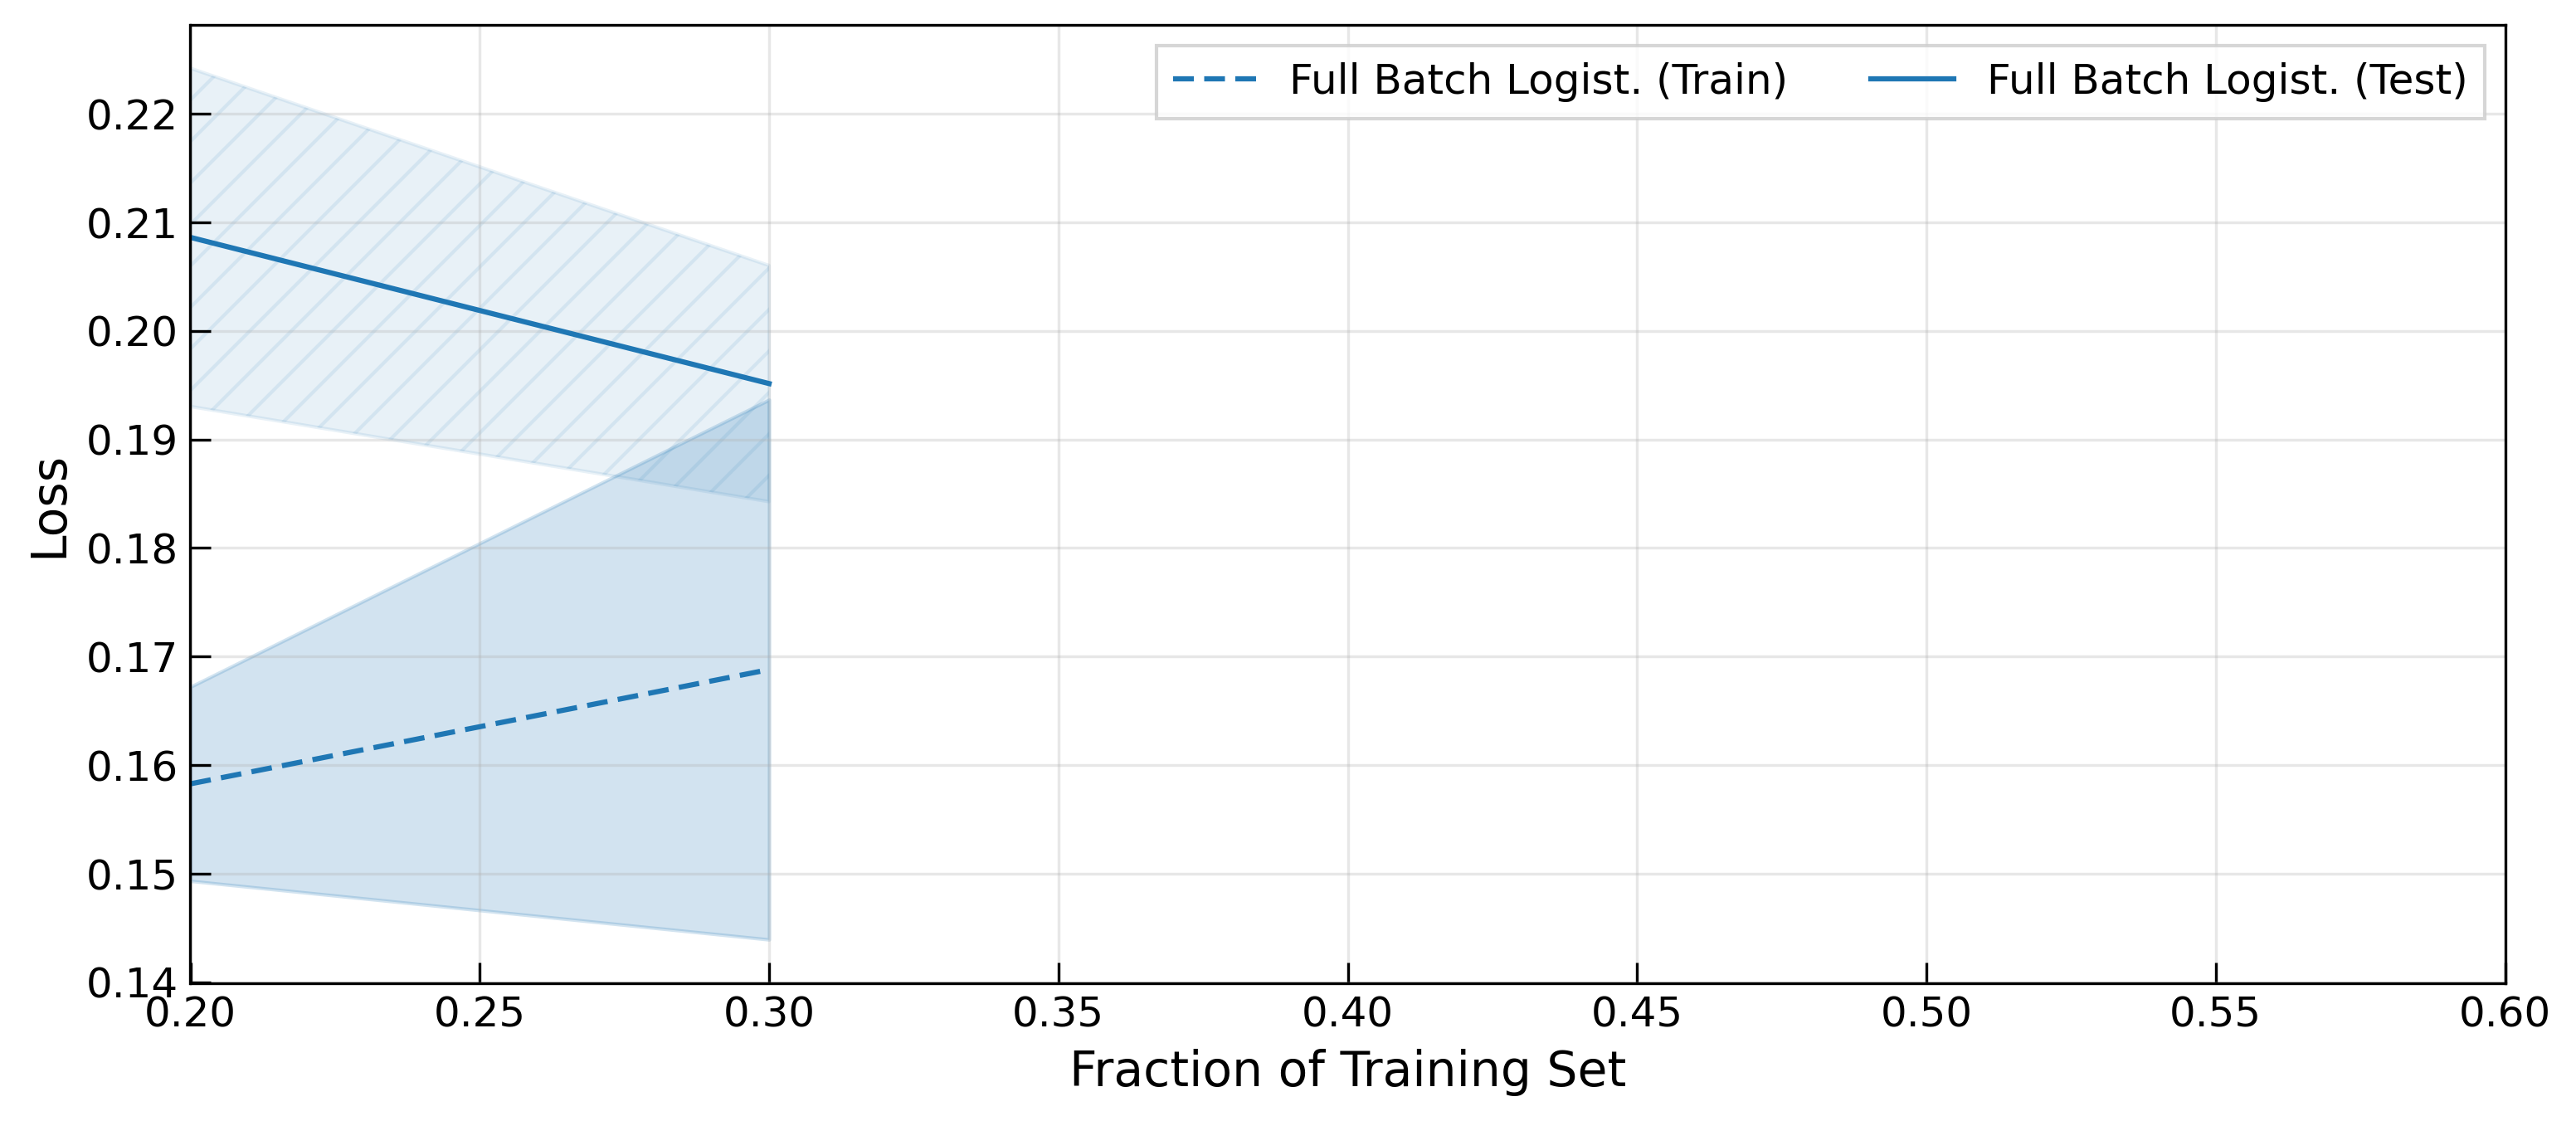 Full Batch Logist. (Train) Full Batch Logist. (Test)
0.22
0.21
0.20
0.19
0.18
0.17
0.16
0.15
0.14
Loss
0.20 0.25 0.30 0.35 0.40 0.45 0.50 0.55 0.60
Fraction of Training Set